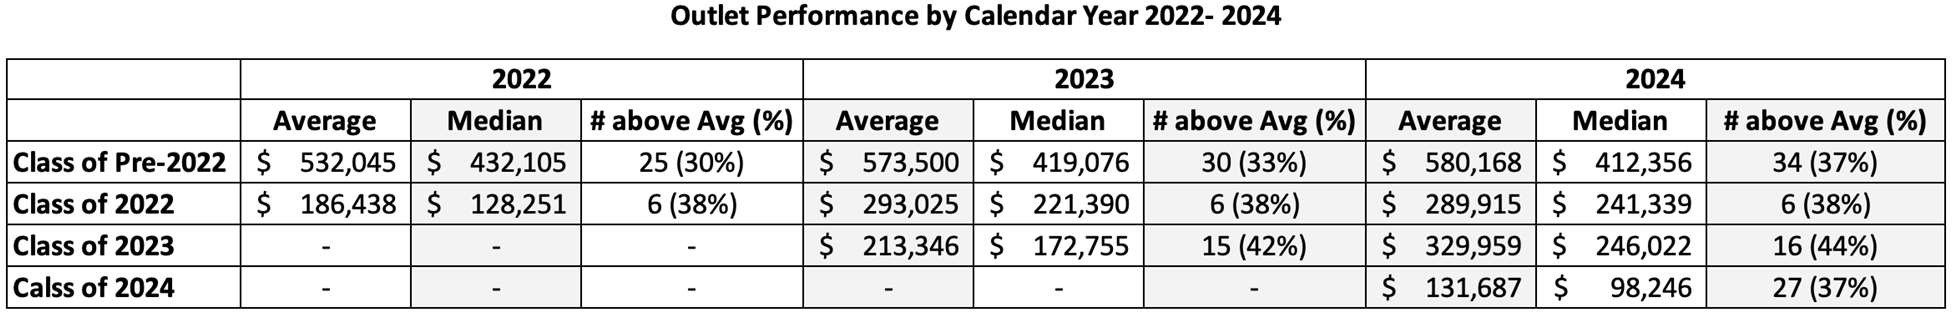 Outlet Performance by Calendar Year 2022- 2024
2022 2023 2024
Average Median # above Avg (%) Average Median # above Avg (%) Average Median # above Avg (%)
Class of Pre-2022 $ 532,045 $ 432,105 25 (30%) $ 573,500 $ 419,076 30 (33%) $ 580,168 $ 412,356 34 (37%)
Class of 2022 $ 186,438 $ 128,251 6 (38%) $ 293,025 $ 221,390 6 (38%) $ 289,915 $ 241,339 6 (38%)
Class of 2023 - - - $ 213,346 $ 172,755 15 (42%) $ 329,959 $ 246,022 16 (44%)
Calss of 2024 - - - - - - $ 131,687 $ 98,246 27 (37%)